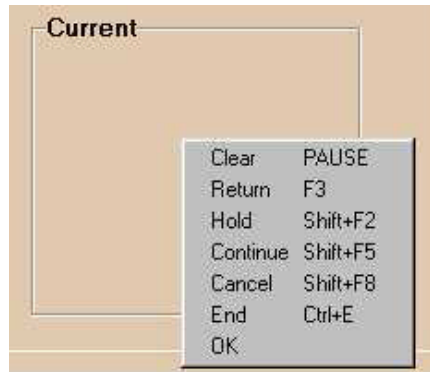 Current
Clear PAUSE
Return F3
Hold Shift+F2
Continue Shift+F5
Cancel Shift+F8
End Ctrl+E
OK